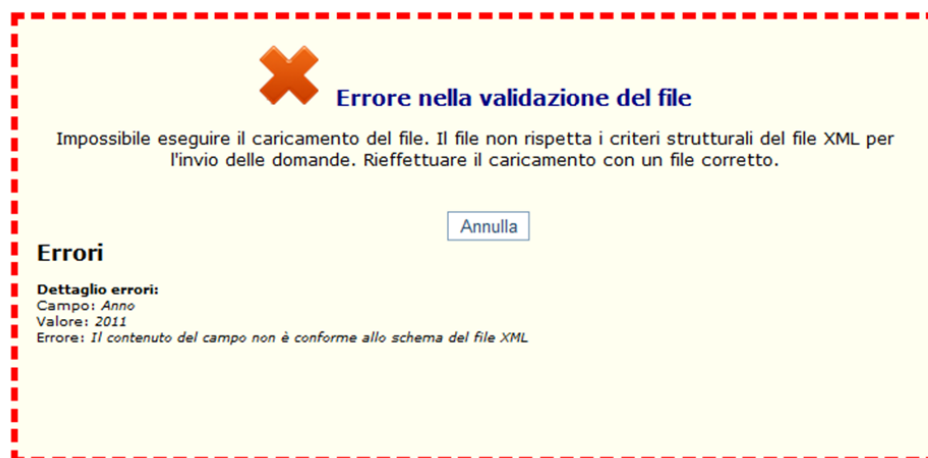 Errore nella validazione del file
Impossibile eseguire il caricamento del file. Il file non rispetta i criteri strutturali del file XML per
l'invio delle domande. Rieffettuare il caricamento con un file corretto.
Annulla
Errori
Dettaglio errori:
Campo: Anno
Valore: 2011
Errore: Il contenuto del campo non è conforme allo schema del file XML